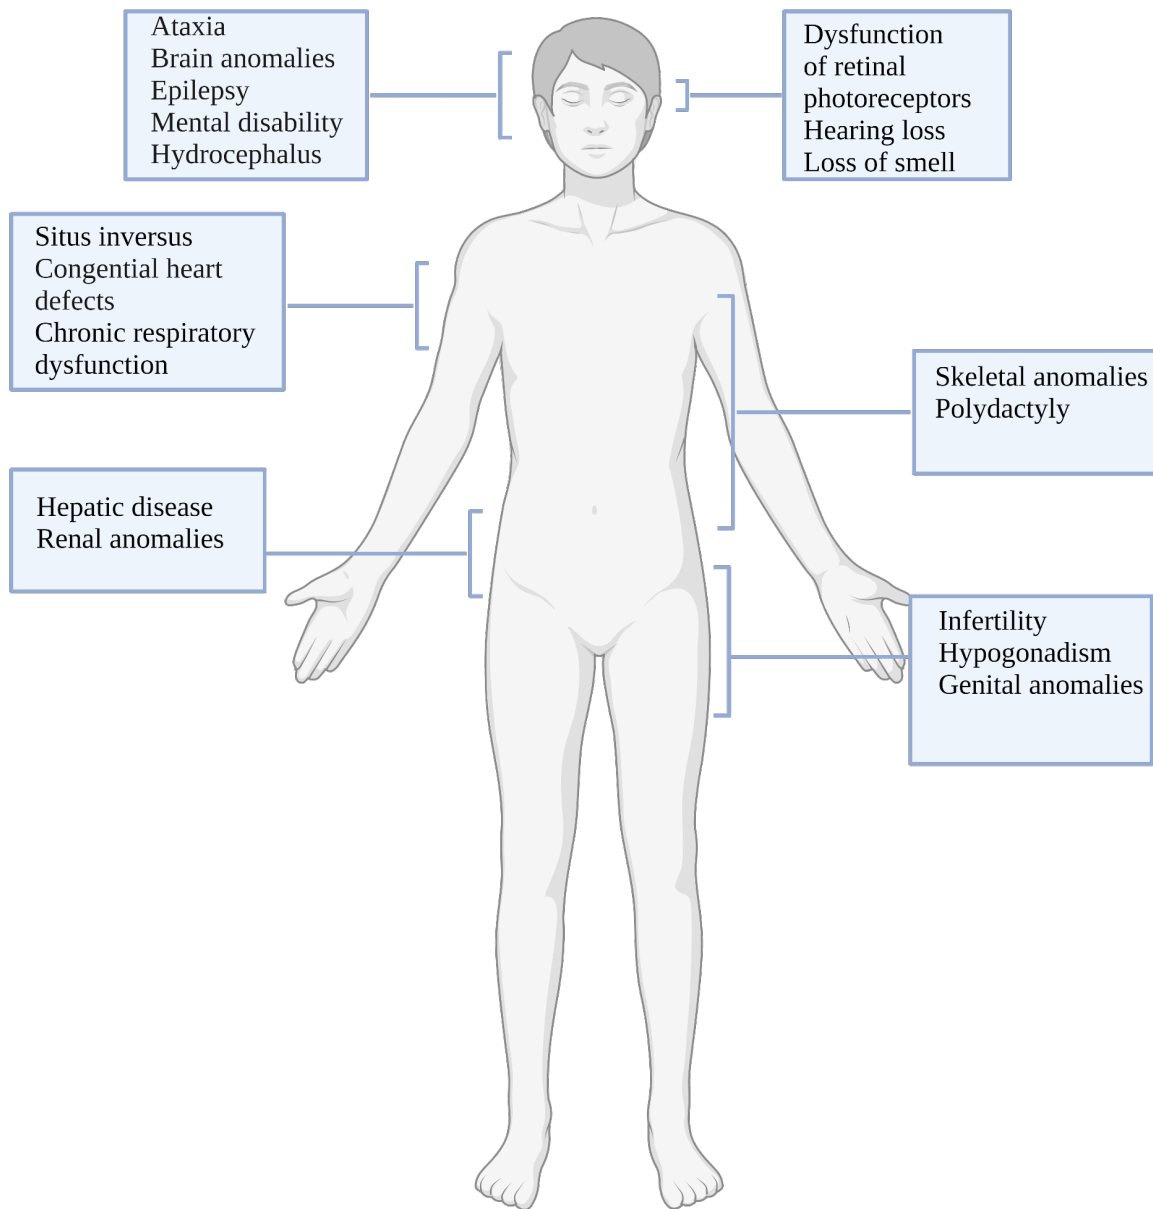 Ataxia
Brain anomalies
Epilepsy
Mental disability
Hydrocephalus
Dysfunction
of retinal
photoreceptors
Hearing loss
Loss of smell
Situs inversus
Congential heart
defects
Chronic respiratory
dysfunction
Skeletal anomalies
Polydactyly
Hepatic disease
Renal anomalies
Infertility
Hypogonadism
Genital anomalies